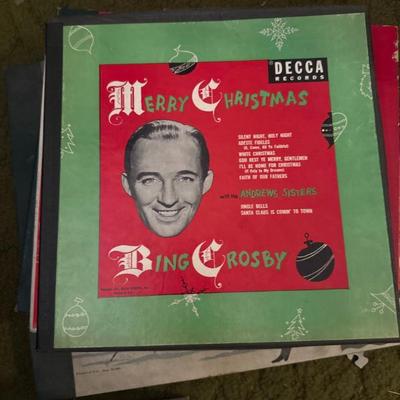 DECCA
RECORDS
MERRY CHRISTMAS
SILENT NIGHT, HOLY NIGHT
ADESTE FIDELES
(O, Come, All Ye Faithful)
WHITE CHRISTMAS
GOD REST YE MERRY, GENTLEMEN
I'LL BE HOME FOR CHRISTMAS
(If Only In My Dreams)
FAITH OF OUR FATHERS
with the ANDREWS SISTERS
JINGLE BELLS
SANTA CLAUS IS COMIN' TO TOWN
BING CROSBY